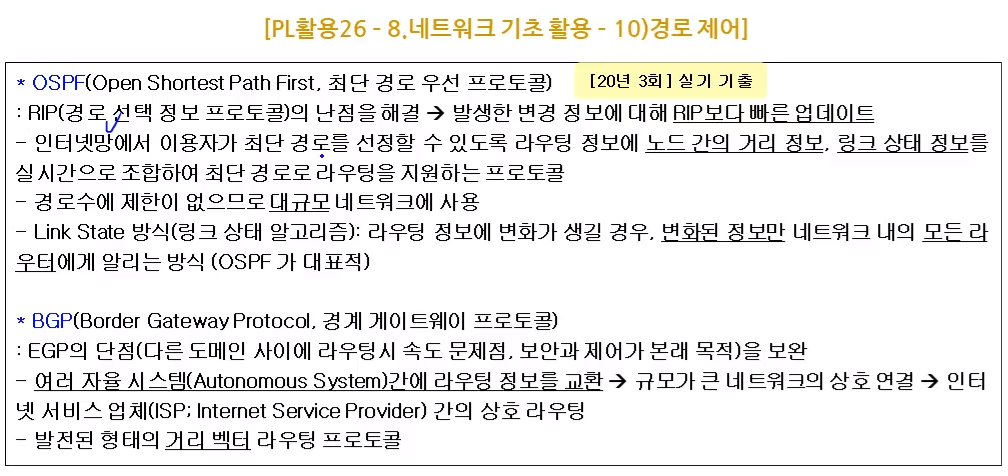 [PL활용26 - 8.네트워크 기초 활용 - 10)경로 제어]
* OSPF(Open Shortest Path First, 최단 경로 우선 프로토콜) [20년 3회] 실기 기출
: RIP(경로 선택 정보 프로토콜)의 난점을 해결 → 발생한 변경 정보에 대해 RIP보다 빠른 업데이트
- 인터넷망에서 이용자가 최단 경로를 선정할 수 있도록 라우팅 정보에 노드 간의 거리 정보, 링크 상태 정보를
실시간으로 조합하여 최단 경로로 라우팅을 지원하는 프로토콜
- 경로수에 제한이 없으므로 대규모 네트워크에 사용
- Link State 방식(링크 상태 알고리즘): 라우팅 정보에 변화가 생길 경우, 변화된 정보만 네트워크 내의 모든 라
우터에게 알리는 방식 (OSPF 가 대표적)
* BGP(Border Gateway Protocol, 경계 게이트웨이 프로토콜)
: EGP의 단점(다른 도메인 사이에 라우팅시 속도 문제점, 보안과 제어가 본래 목적)을 보완
- 여러 자율 시스템(Autonomous System)간에 라우팅 정보를 교환 → 규모가 큰 네트워크의 상호 연결 → 인터
넷 서비스 업체(ISP; Internet Service Provider) 간의 상호 라우팅
- 발전된 형태의 거리 벡터 라우팅 프로토콜